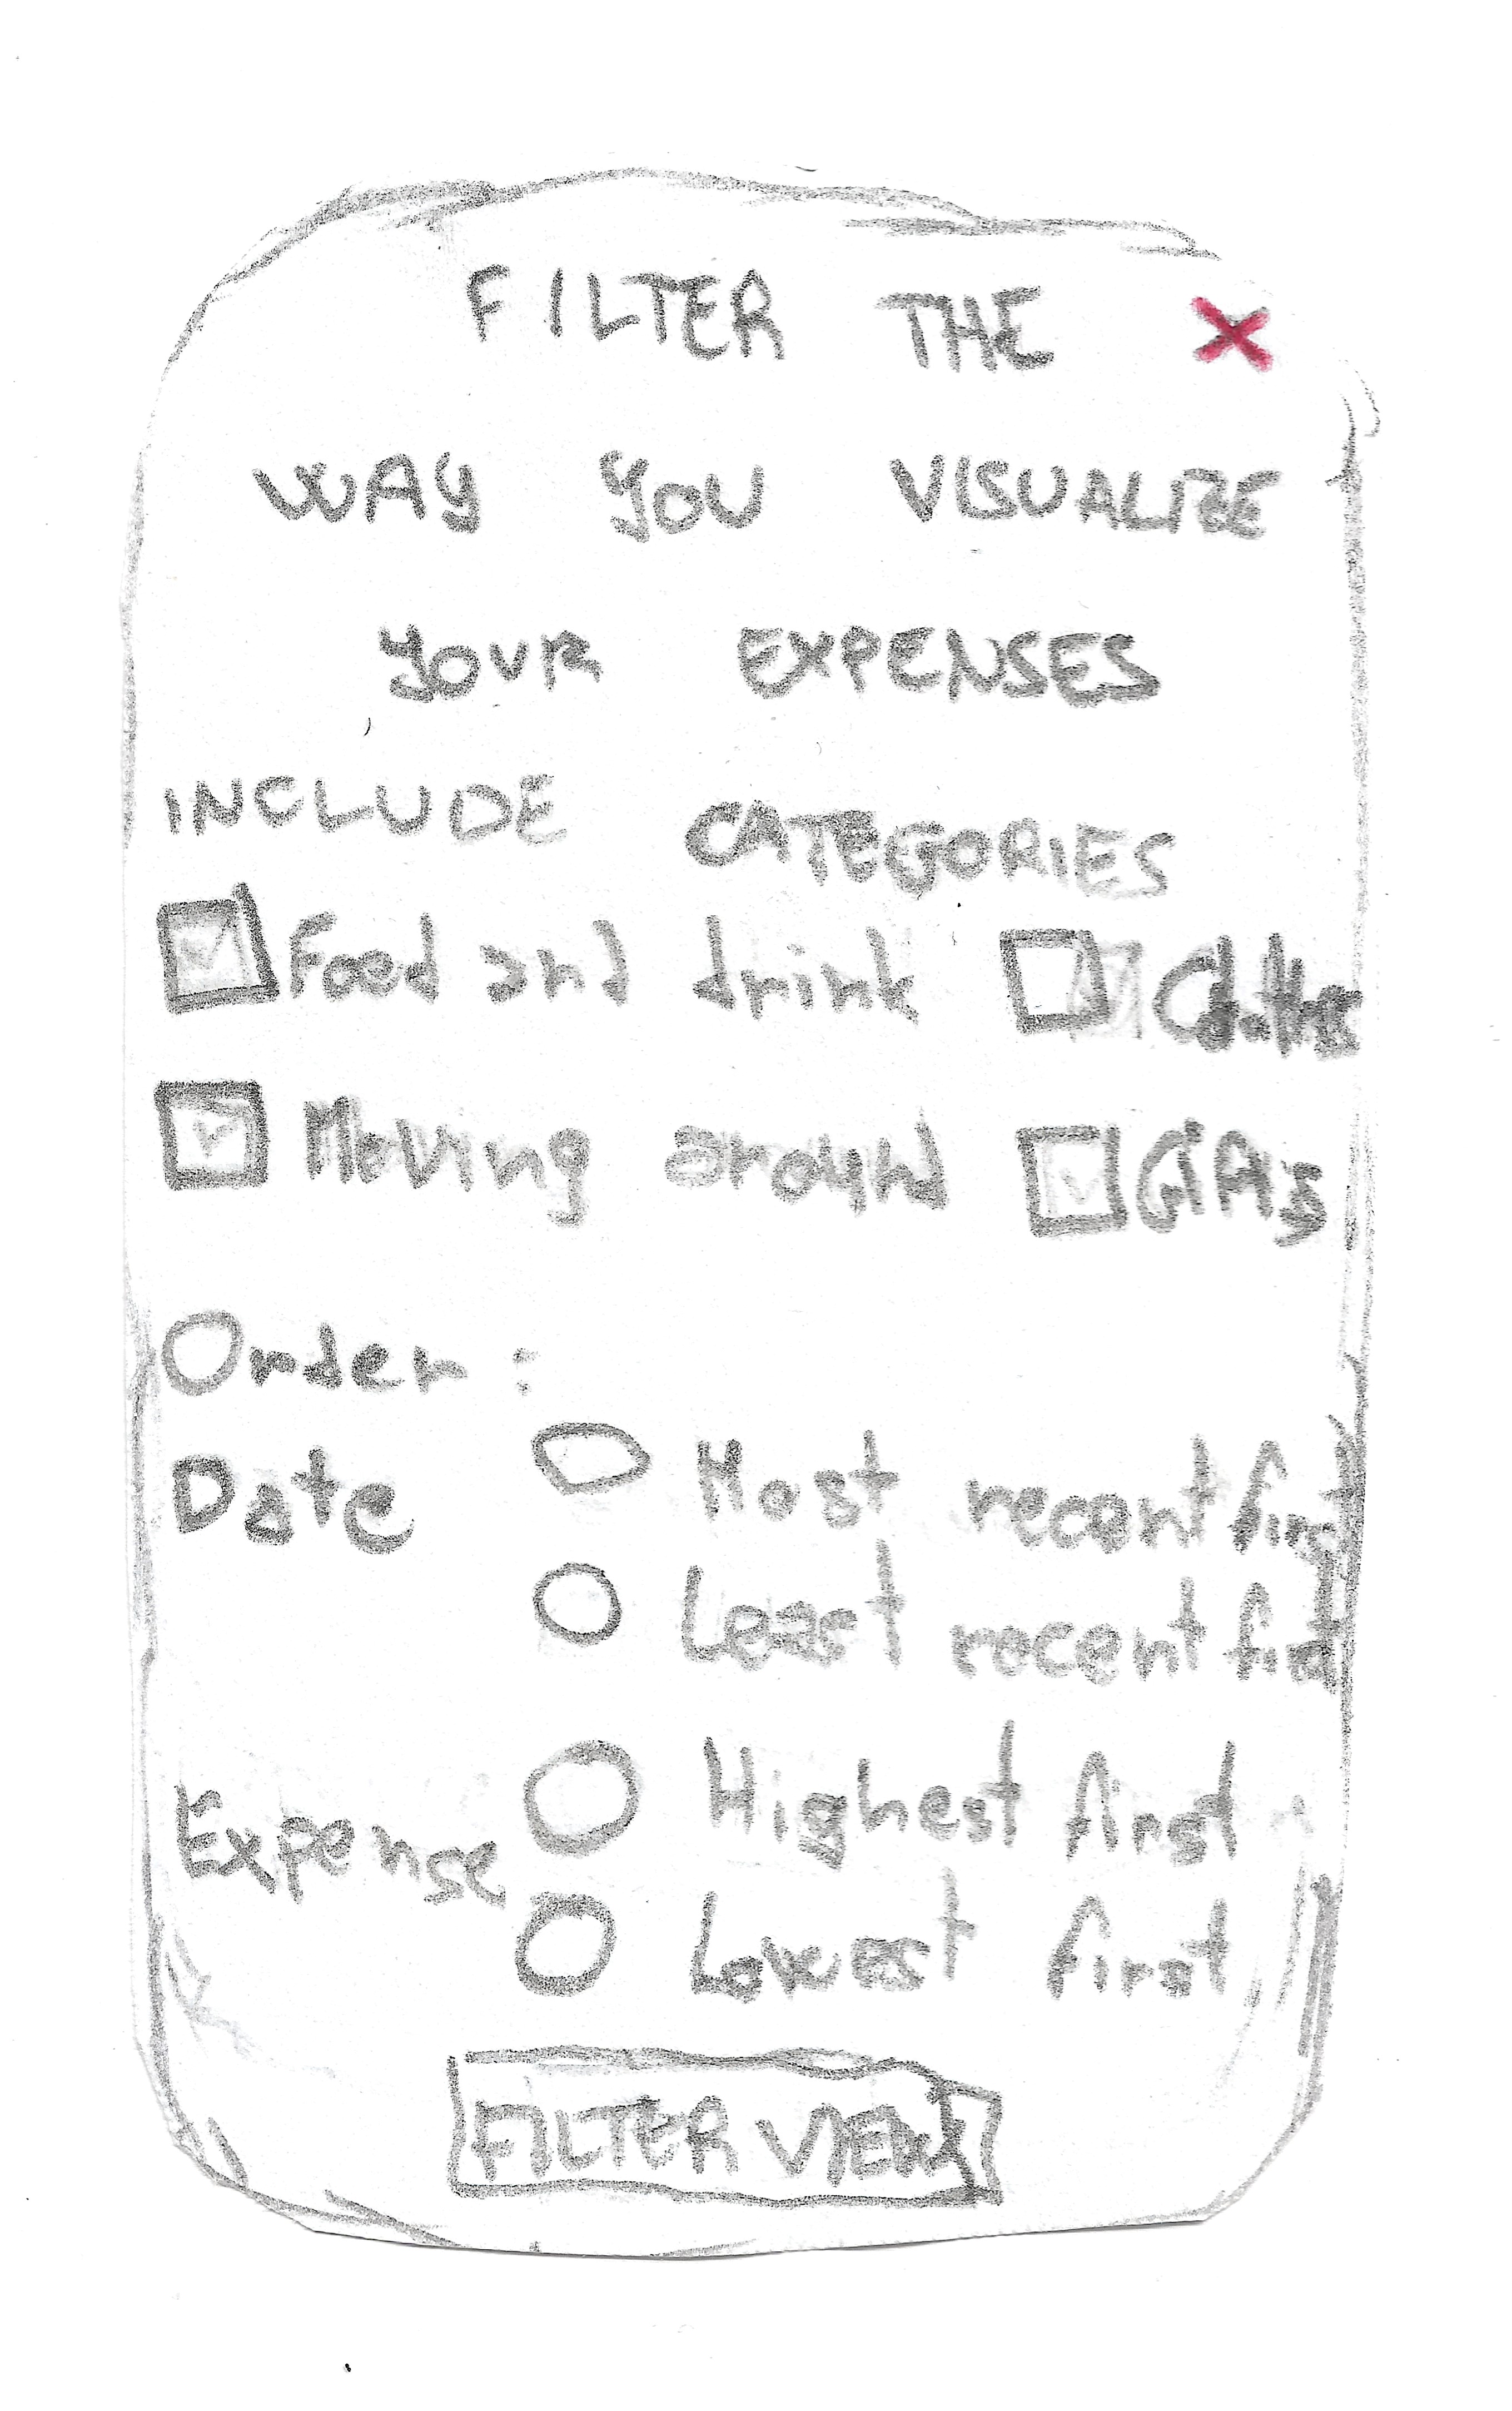 FILTER THE
WAY YOU VISUALIZE
YOUR EXPENSES
INCLUDE CATEGORIES
Food and drink Clothes
Moving around Gifts
Order:
Date Most recent first
Least recent first
Expense Highest first
Lowest first
FILTER VIEW